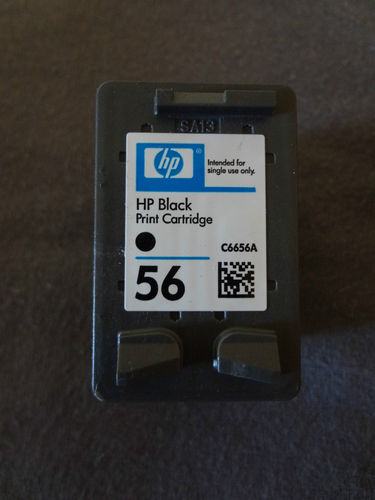 SA13
hp
Intended for
single use only.
HP Black
Print Cartridge
C6656A
56